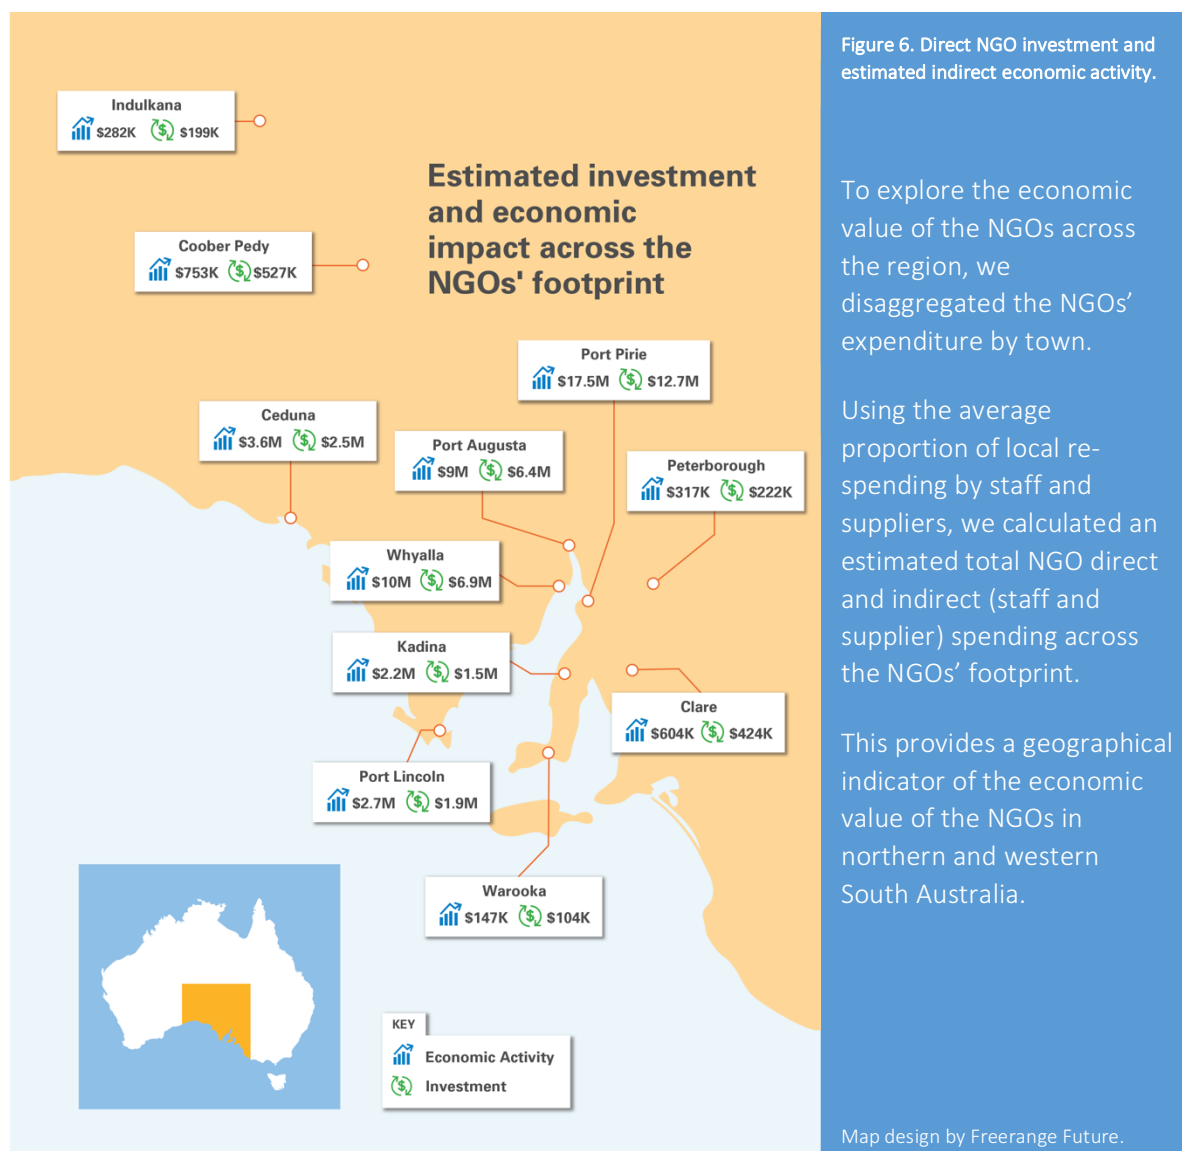 Figure 6. Direct NGO investment and
estimated indirect economic activity.
Indulkana
$282K $199K
Estimated investment
and economic
impact across the
NGOs' footprint
Coober Pedy
$753K $527K
Port Pirie
$17.5M $12.7M
Ceduna
$3.6M $2.5M
Port Augusta
$9M $6.4M
Peterborough
$317K $222K
Whyalla
$10M $6.9M
Kadina
$2.2M $1.5M
Clare
$604K $424K
Port Lincoln
$2.7M $1.9M
Warooka
$147K $104K
KEY
Economic Activity
Investment
To explore the economic
value of the NGOs across
the region, we
disaggregated the NGOs’
expenditure by town.
Using the average
proportion of local re-
spending by staff and
suppliers, we calculated an
estimated total NGO direct
and indirect (staff and
supplier) spending across
the NGOs’ footprint.
This provides a geographical
indicator of the economic
value of the NGOs in
northern and western
South Australia.
Map design by Freerange Future.